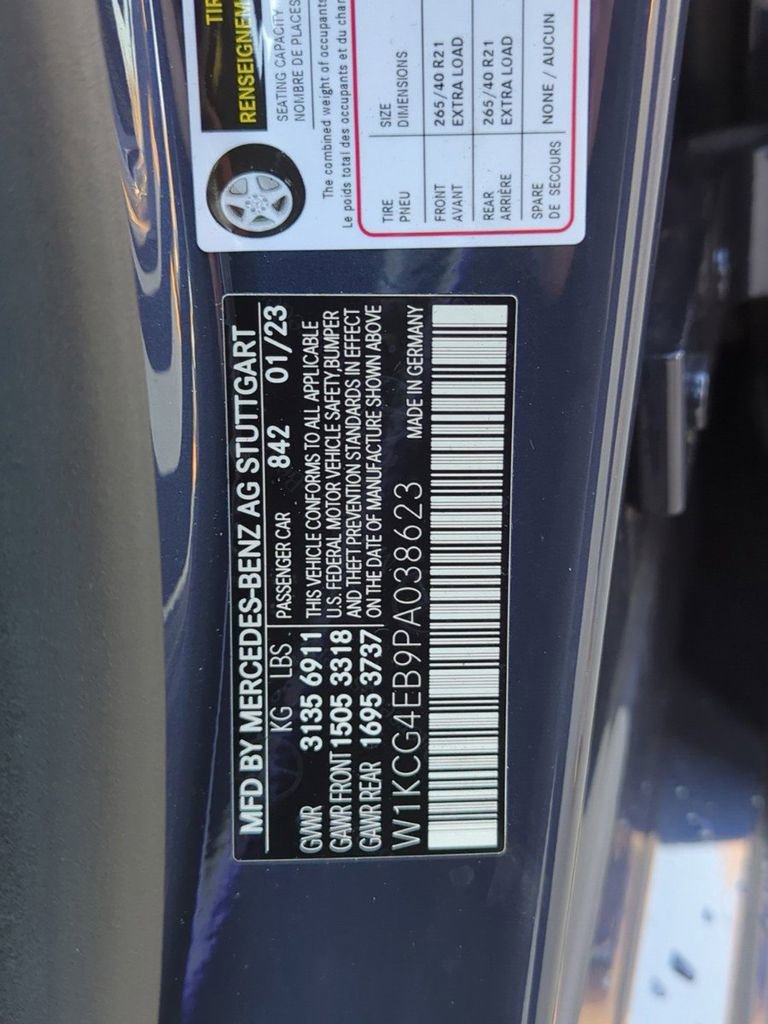 MFD BY MERCEDES-BENZ AG STUTTGART
KG LBS PASSENGER CAR 842 01/23
GVWR 3135 6911 THIS VEHICLE CONFORMS TO ALL APPLICABLE
GAWR FRONT 1505 3318 U.S. FEDERAL MOTOR VEHICLE SAFETY,BUMPER
GAWR REAR 1695 3737 AND THEFT PREVENTION STANDARDS IN EFFECT
ON THE DATE OF MANUFACTURE SHOWN ABOVE
W1KCG4EB9PA038623 MADE IN GERMANY
RENSEIGNEM
SEATING CAPACITY
NOMBRE DE PLACES
The combined weight of occupants
Le poids total des occupants et du char
TIRE SIZE
PNEU DIMENSIONS
FRONT 265/40 R21
AVANT EXTRA LOAD
REAR 265/40 R21
ARRIÈRE EXTRA LOAD
SPARE NONE / AUCUN
DE SECOURS